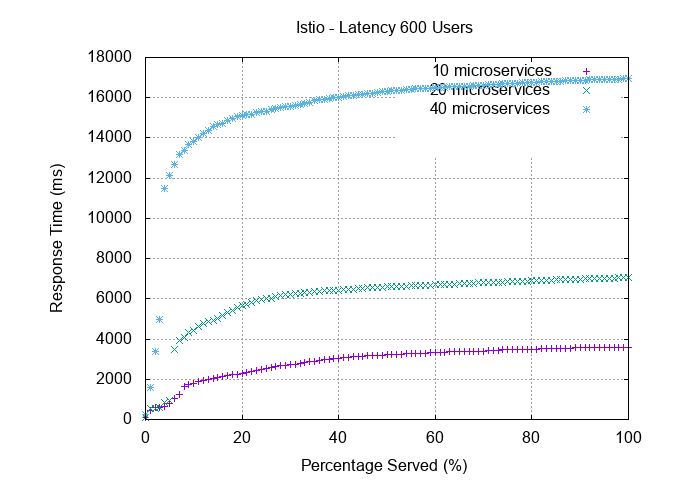 Istio - Latency 600 Users
18000
16000
14000
12000
10000
8000
6000
4000
2000
0
Response Time (ms)
10 microservices
20 microservices
40 microservices
0 20 40 60 80 100
Percentage Served (%)